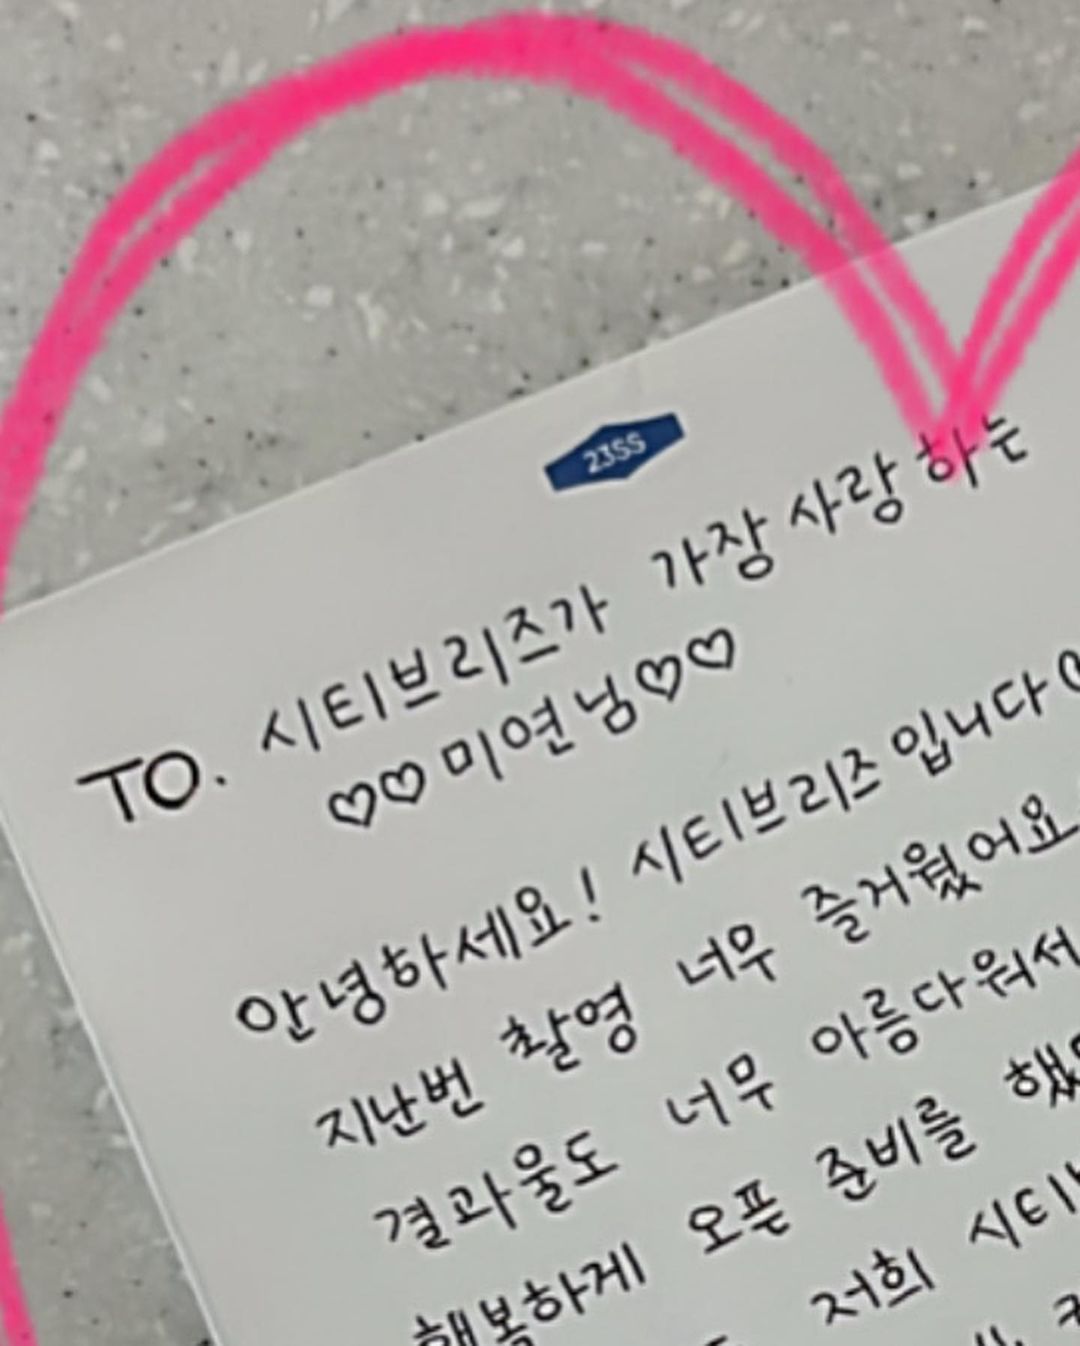 23SS
TO. 시티브리즈가 가장 사랑하는
♡♡ 미연님♡♡
안녕하세요! 시티브리즈입니다
지난번 촬영 너무 즐거웠어요
결과울도 너무 아름다워서
행복하게 오픈 준비를
저희